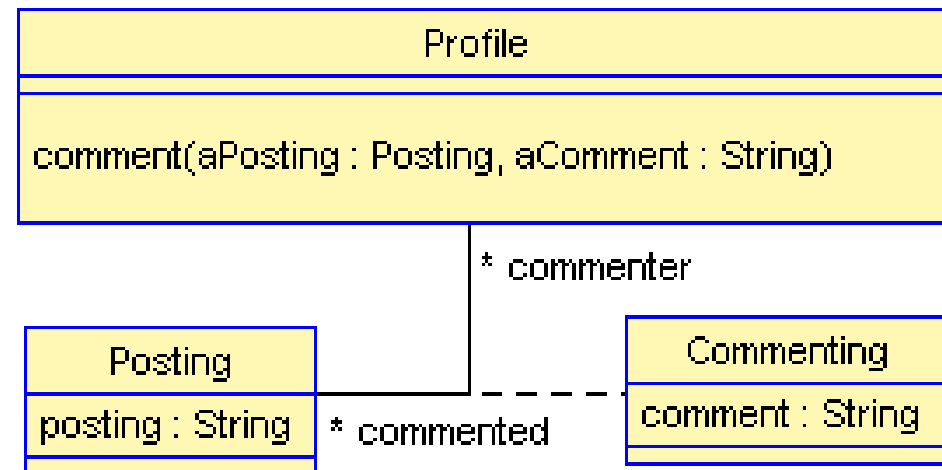 Profile
comment(aPosting : Posting, aComment : String)
* commenter
Posting
posting : String
* commented
Commenting
comment : String